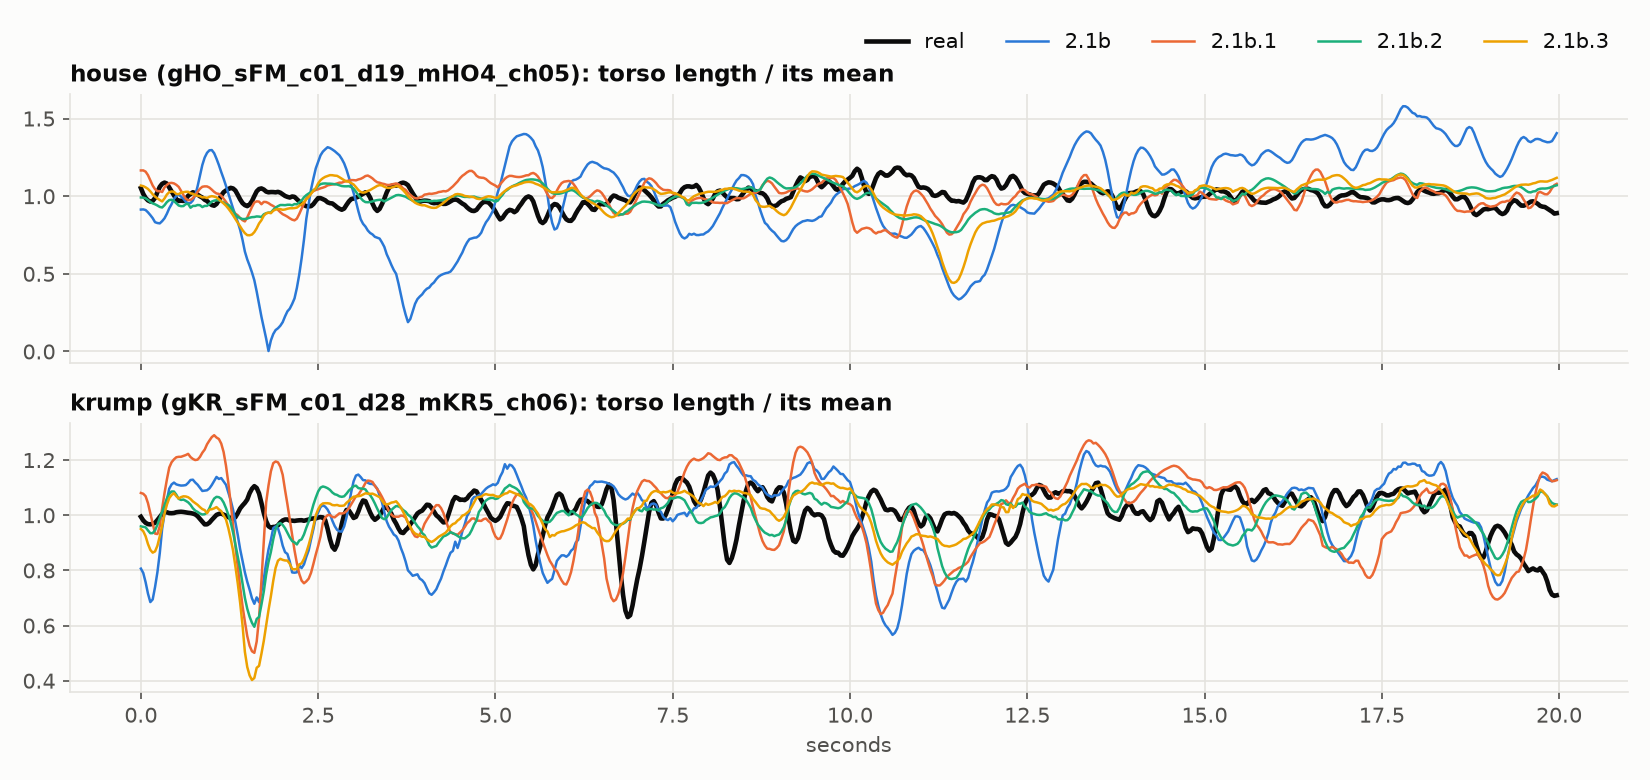 real 2.1b 2.1b.1 2.1b.2 2.1b.3
house (gHO_sFM_c01_d19_mHO4_ch05): torso length / its mean
1.5
1.0
0.5
0.0
krump (gKR_sFM_c01_d28_mKR5_ch06): torso length / its mean
1.2
1.0
0.8
0.6
0.4
0.0 2.5 5.0 7.5 10.0 12.5 15.0 17.5 20.0
seconds